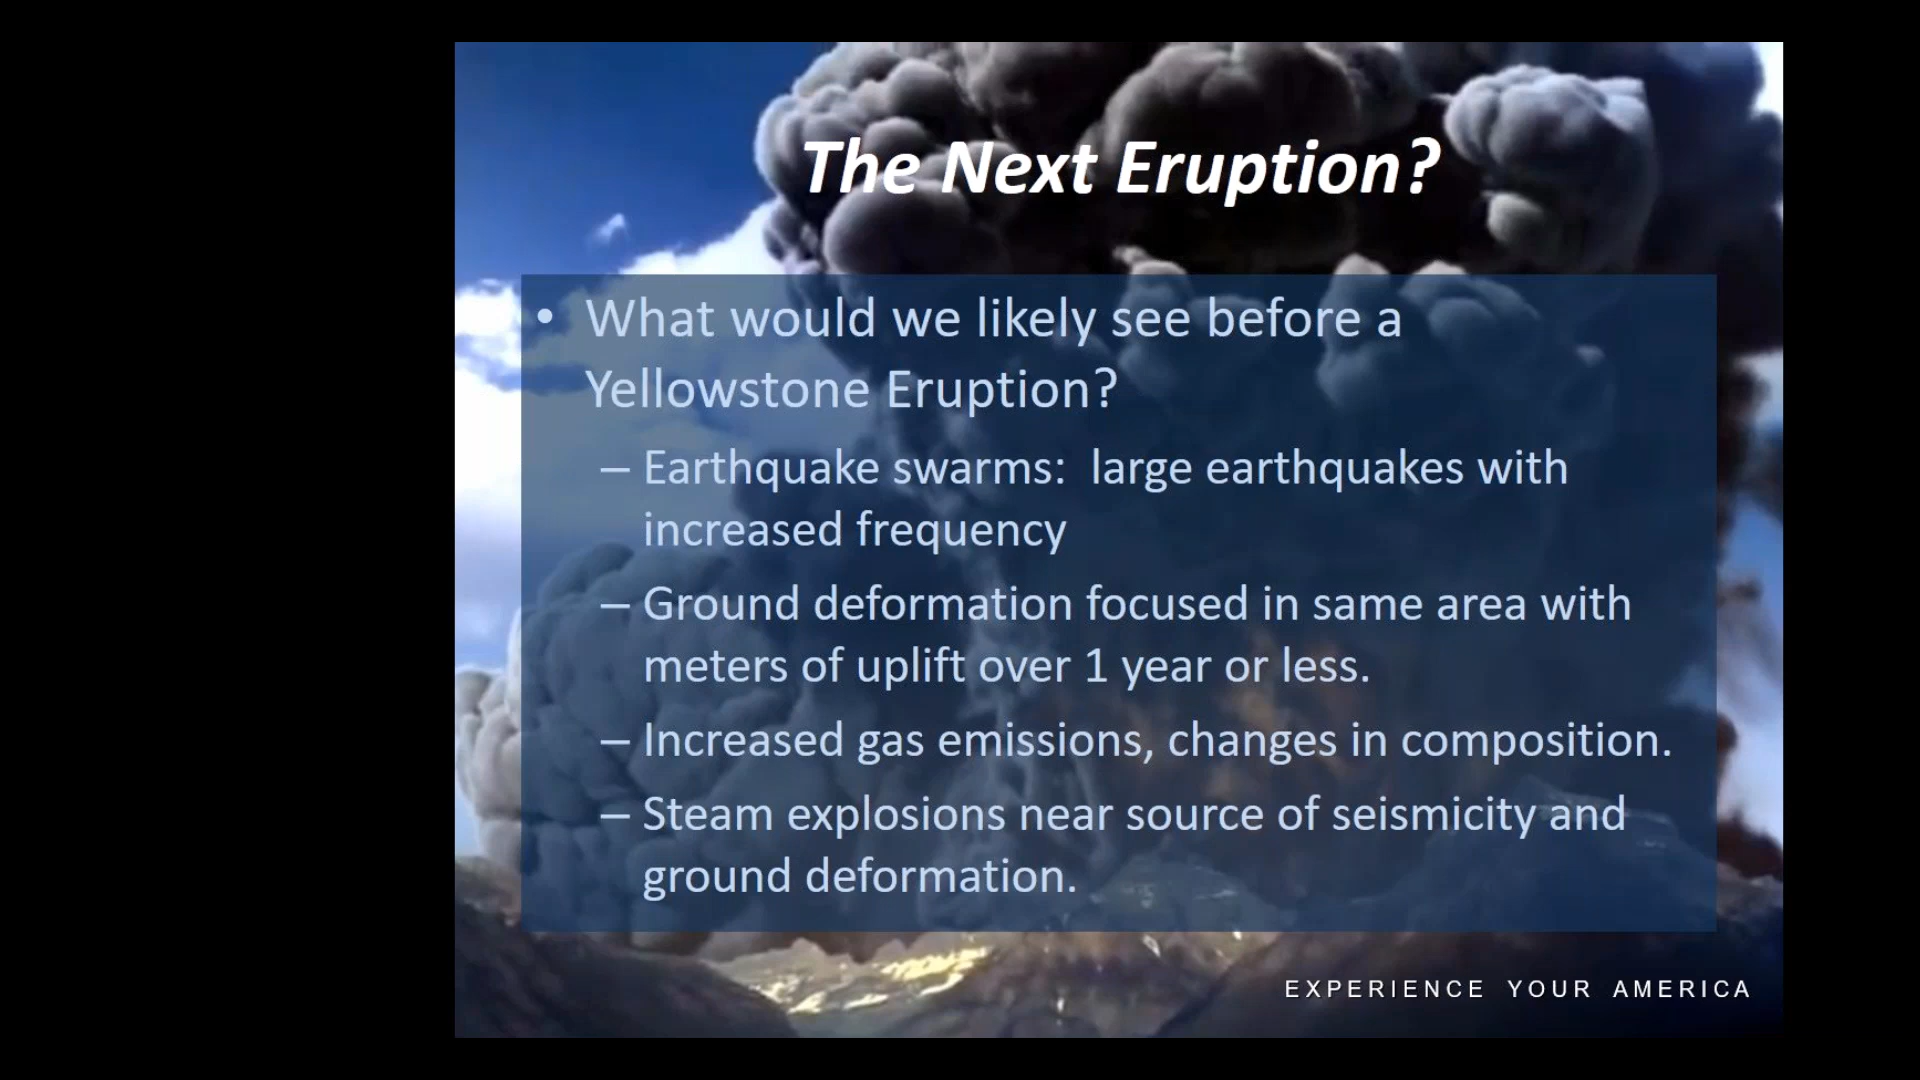 The Next Eruption?
• What would we likely see before a
Yellowstone Eruption?
– Earthquake swarms:  large earthquakes with
increased frequency
– Ground deformation focused in same area with
meters of uplift over 1 year or less.
– Increased gas emissions, changes in composition.
– Steam explosions near source of seismicity and
ground deformation.
EXPERIENCE YOUR AMERICA